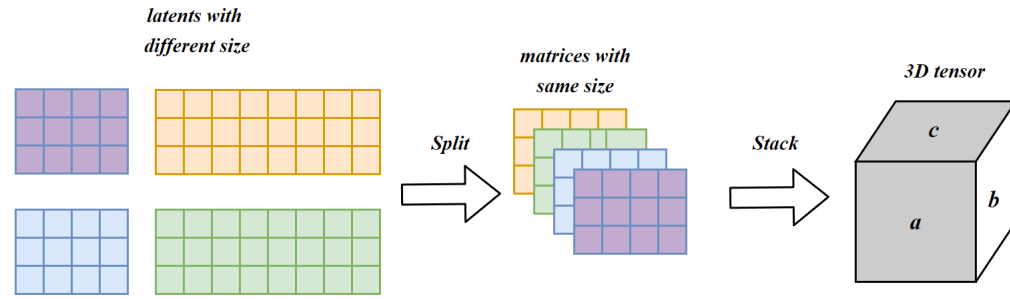 latents with
different size
matrices with
same size
3D tensor
Split
Stack
c
b
a